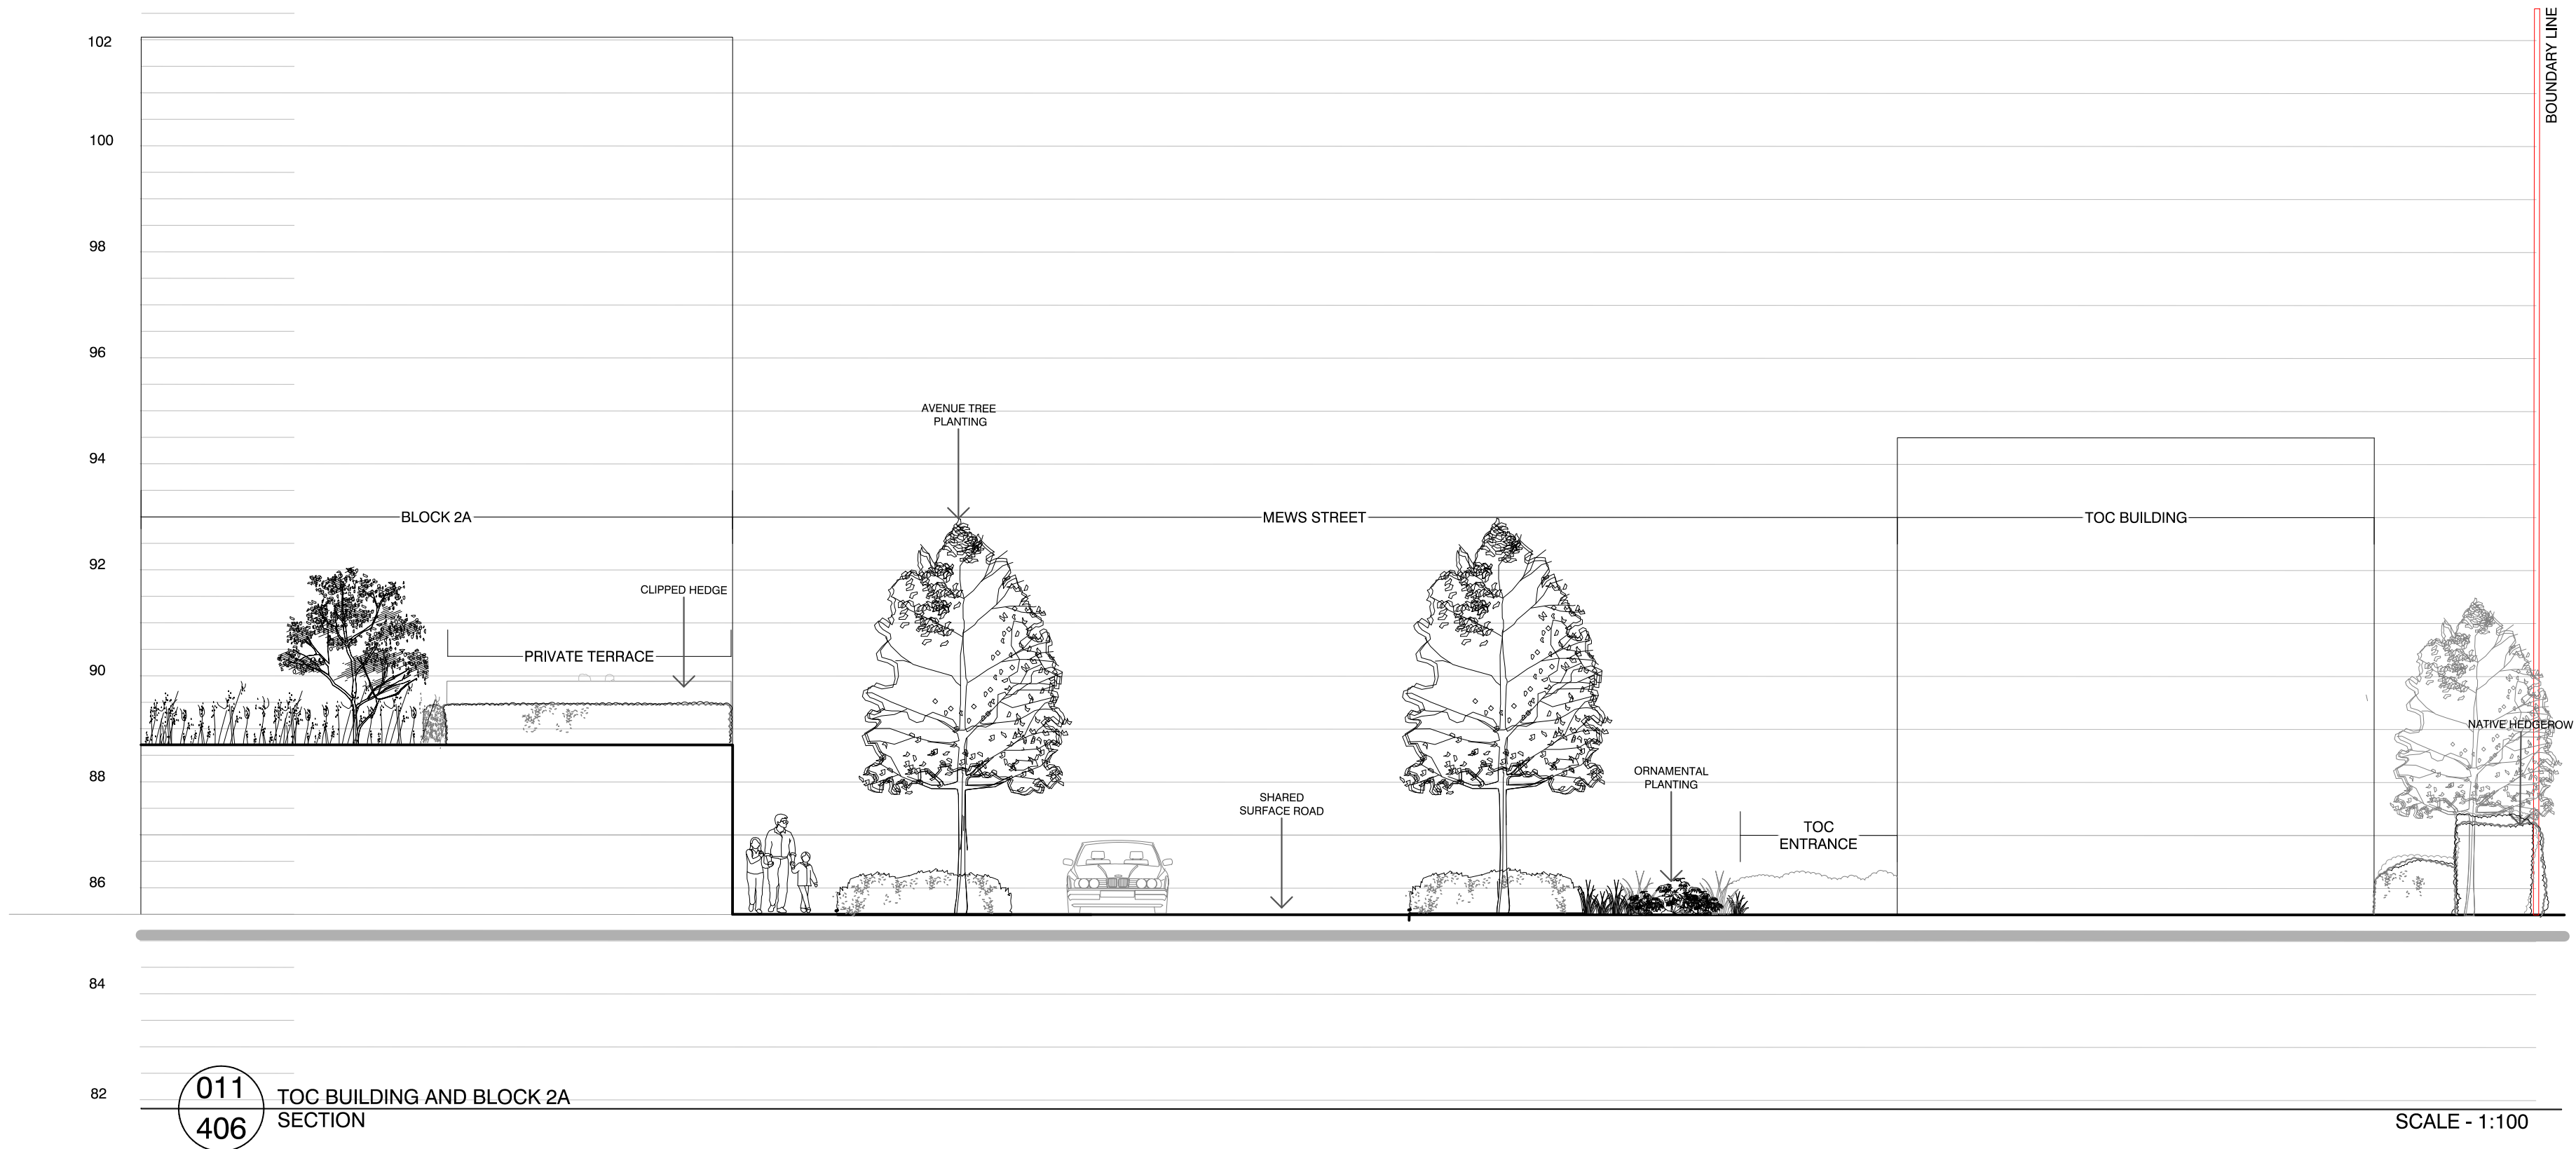 BOUNDARY LINE
102
100
98
96
94
92
90
88
86
84
82
AVENUE TREE
PLANTING
BLOCK 2A
MEWS STREET
TOC BUILDING
CLIPPED HEDGE
PRIVATE TERRACE
NATIVE HEDGEROW
ORNAMENTAL
PLANTING
SHARED
SURFACE ROAD
TOC
ENTRANCE
011
406
TOC BUILDING AND BLOCK 2A
SECTION
SCALE - 1:100